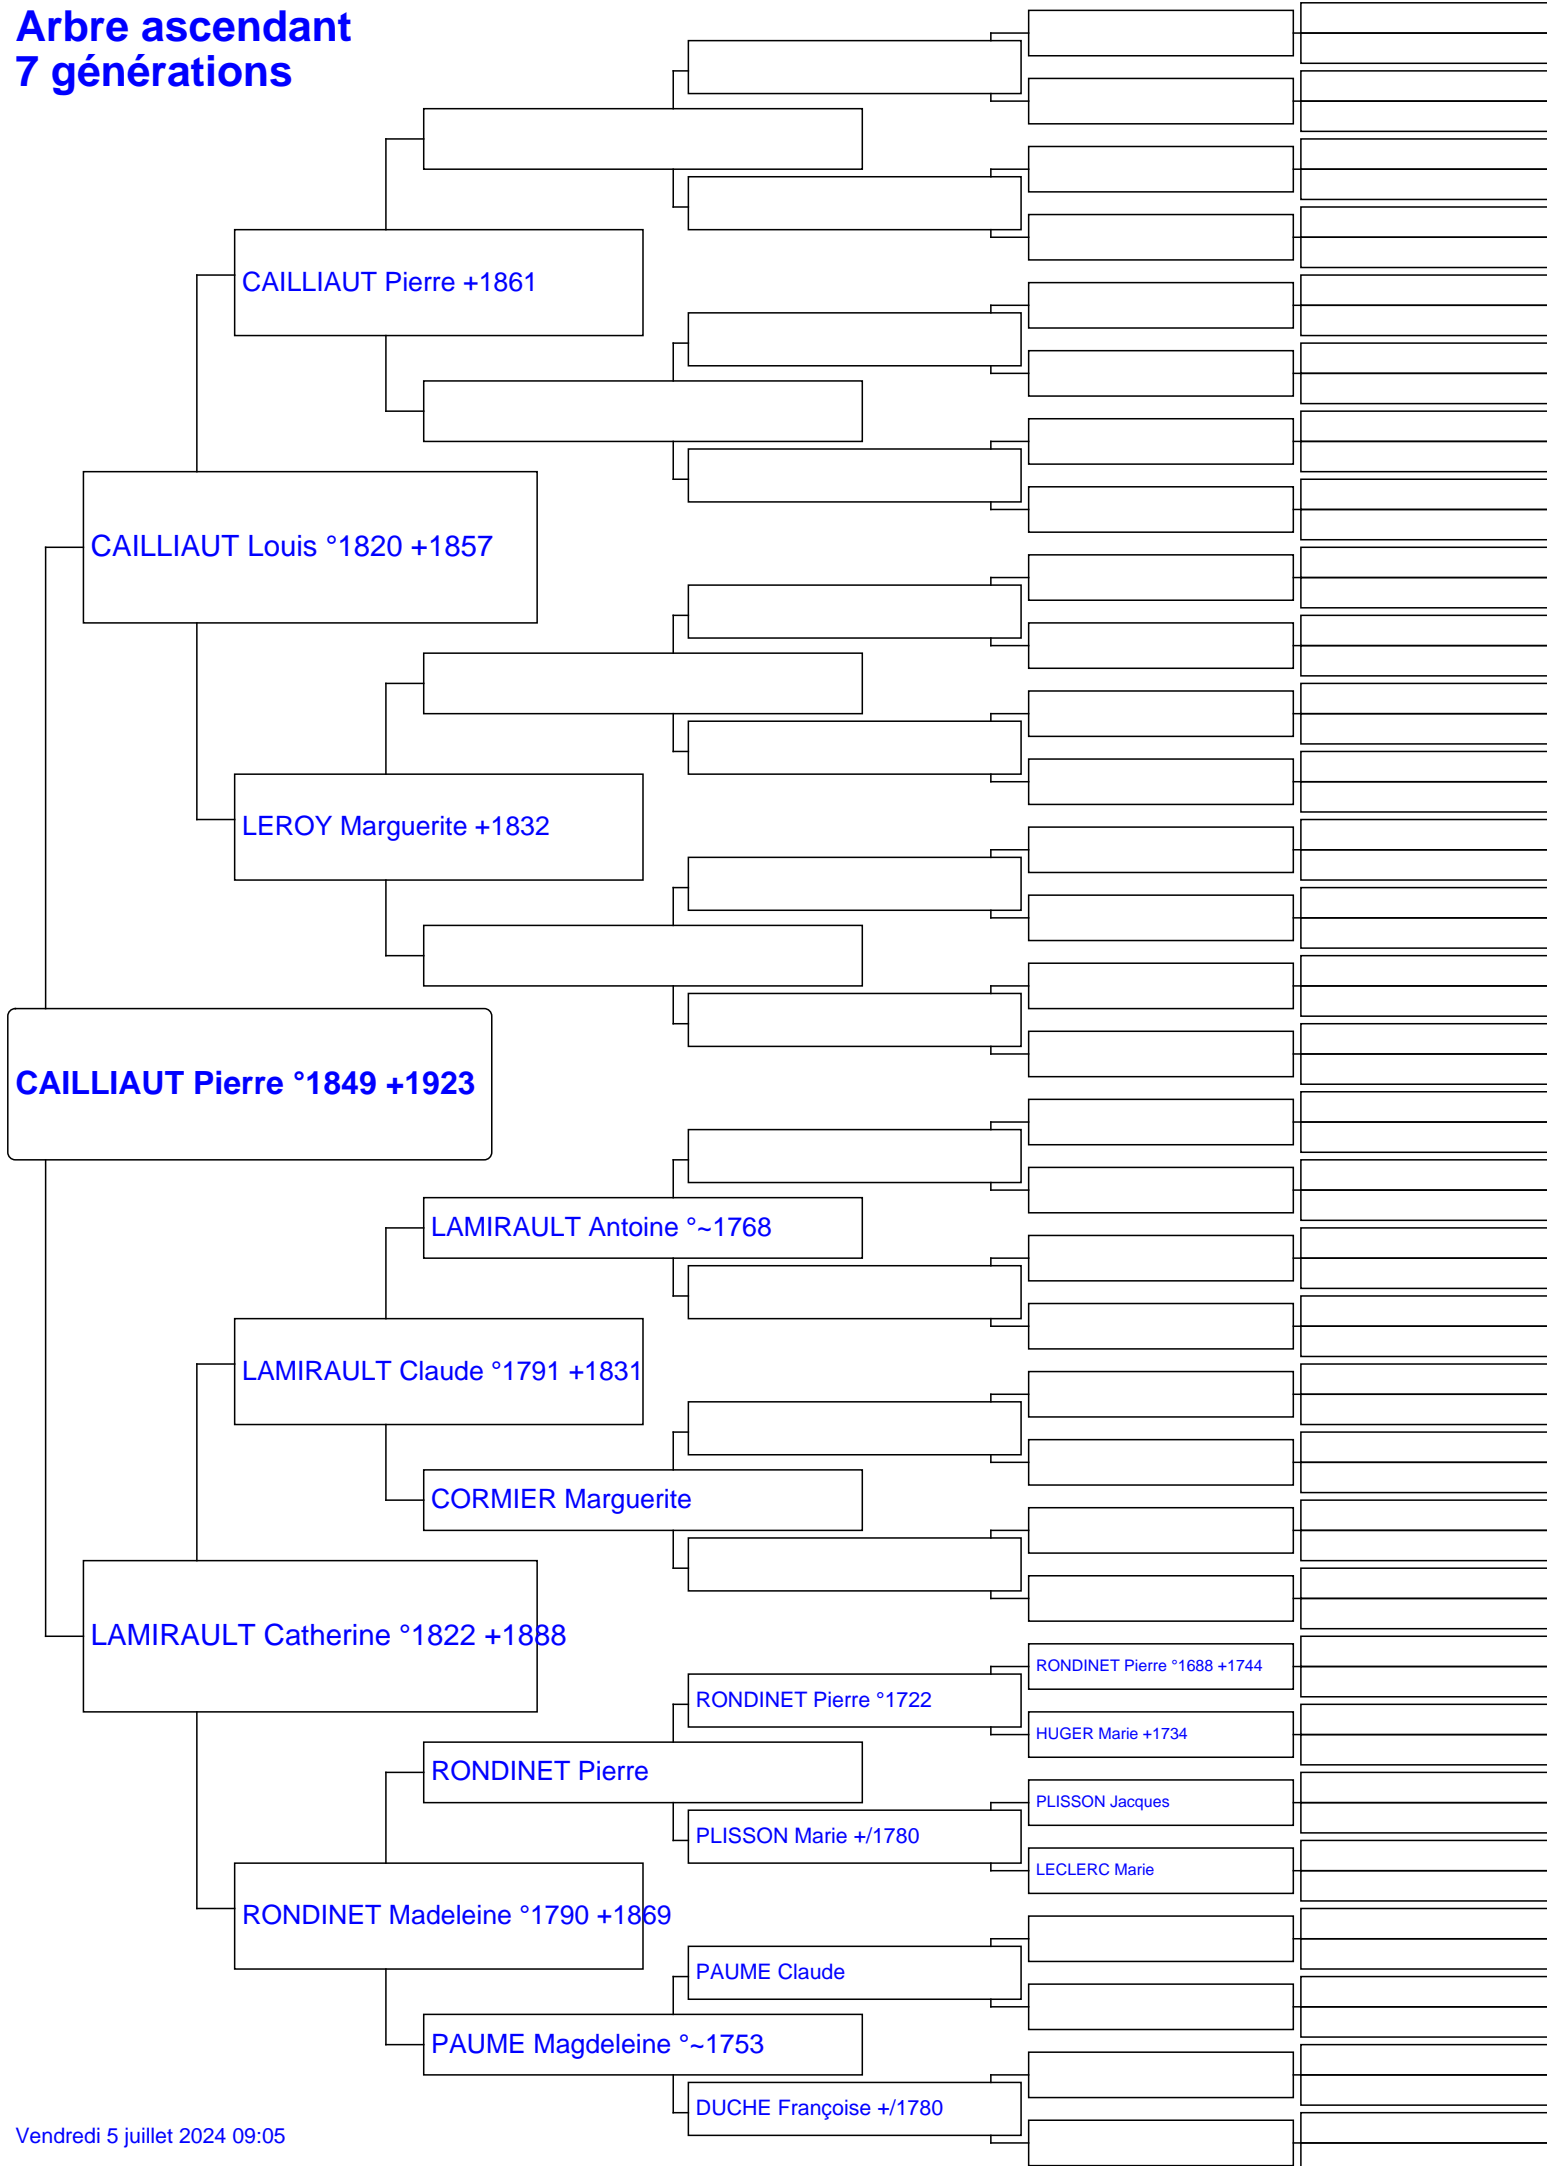 Arbre ascendant
7 générations
CAILLIAUT Pierre +1861
CAILLIAUT Louis °1820 +1857
LEROY Marguerite +1832
CAILLIAUT Pierre °1849 +1923
LAMIRAULT Antoine °~1768
LAMIRAULT Claude °1791 +1831
CORMIER Marguerite
LAMIRAULT Catherine °1822 +1888
RONDINET Pierre °1688 +1744
RONDINET Pierre °1722
HUGER Marie +1734
RONDINET Pierre
PLISSON Jacques
PLISSON Marie +/1780
LECLERC Marie
RONDINET Madeleine °1790 +1869
PAUME Claude
PAUME Magdeleine °~1753
DUCHE Françoise +/1780
Vendredi 5 juillet 2024 09:05